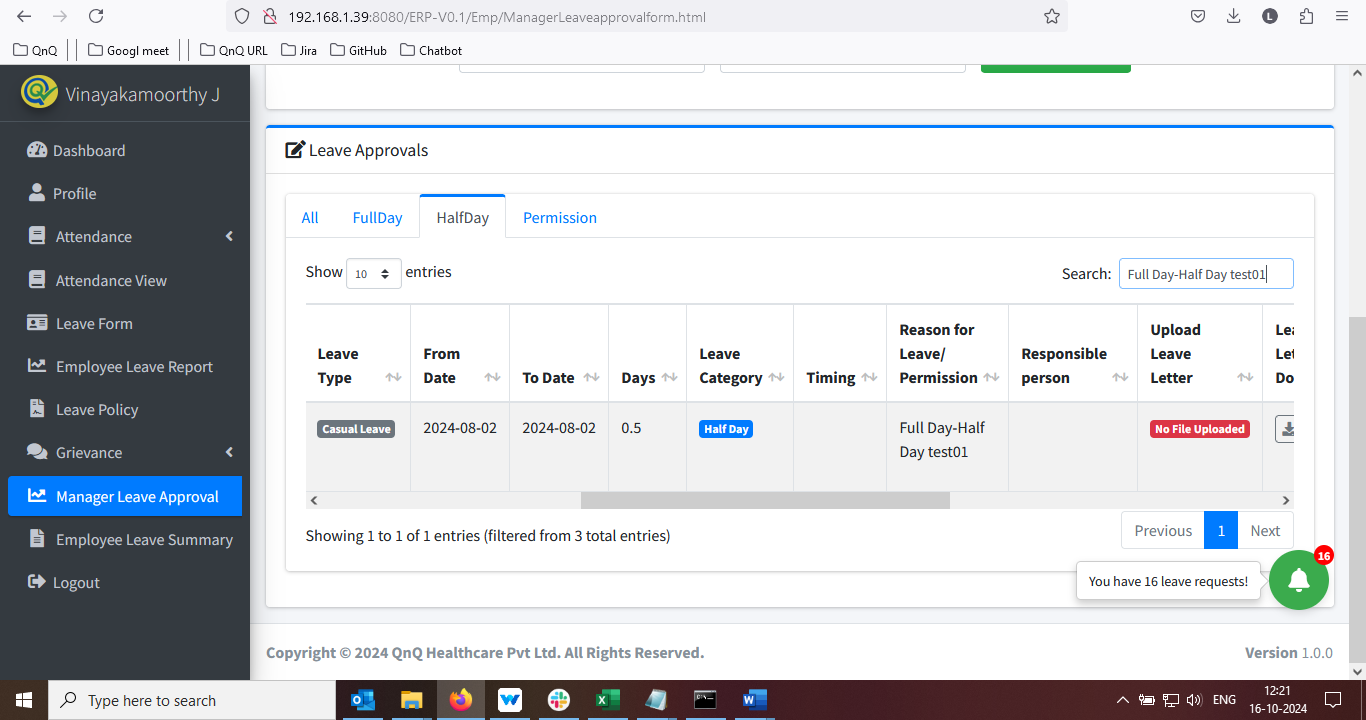 192.168.1.39:8080/ERP-V0.1/Emp/ManagerLeaveapprovalform.html
L
QnQ
Googl meet
QnQ URL
Jira
GitHub
Chatbot
Vinayakamoorthy J
Dashboard
Profile
Attendance
Attendance View
Leave Form
Employee Leave Report
Leave Policy
Grievance
Manager Leave Approval
Employee Leave Summary
Logout
Leave Approvals
All
FullDay
HalfDay
Permission
Show 10 entries
Search: Full Day-Half Day test01
Leave
Type
From
Date
To Date
Days
Leave
Category
Timing
Reason for
Leave/
Permission
Responsible
person
Upload
Leave
Letter
Casual Leave
2024-08-02
2024-08-02
0.5
Half Day
Full Day-Half
Day test01
No File Uploaded
Showing 1 to 1 of 1 entries (filtered from 3 total entries)
Previous
1
Next
16
You have 16 leave requests!
Copyright © 2024 QnQ Healthcare Pvt Ltd. All Rights Reserved.
Version 1.0.0
Type here to search
ENG
12:21
16-10-2024